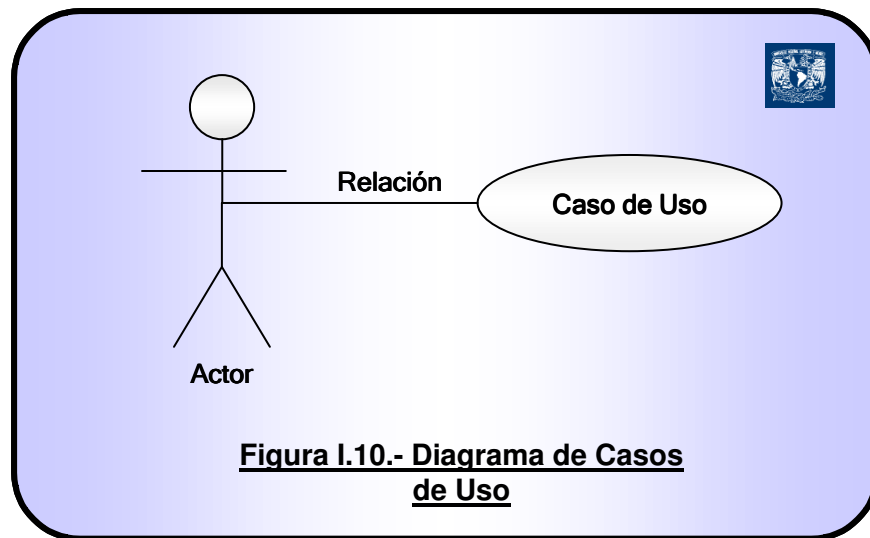 Relación
Caso de Uso
Actor
Figura I.10.- Diagrama de Casos
de Uso